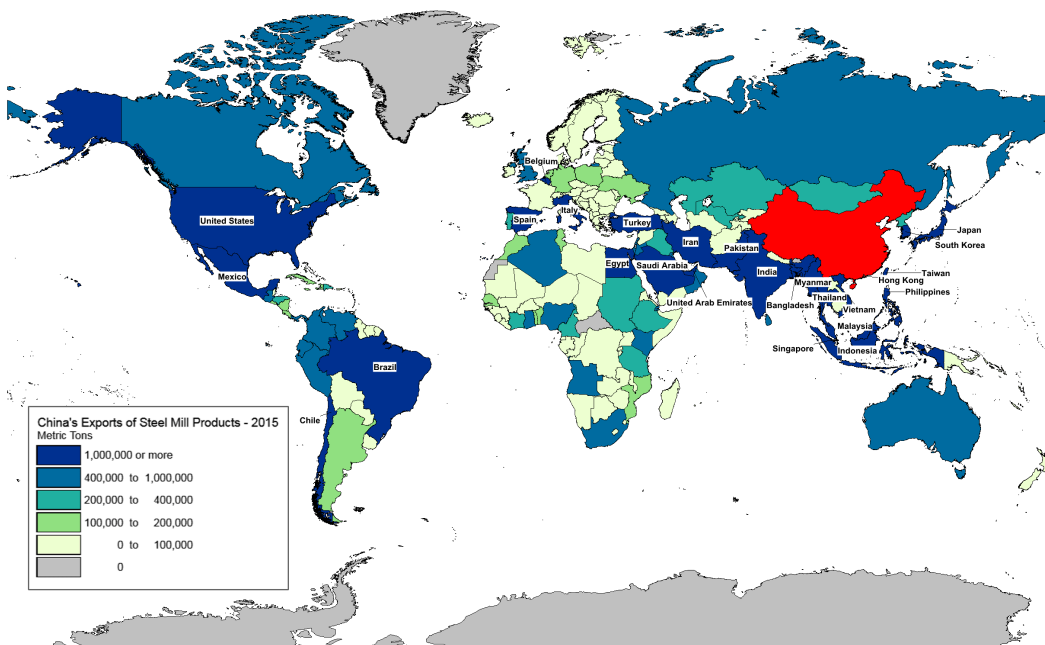 Belgium
Italy
Spain
Turkey
United States
Japan
Iran
South Korea
Pakistan
Egypt
Saudi Arabia
Mexico
India
Taiwan
Hong Kong
Myanmar
Philippines
Thailand
United Arab Emirates
Bangladesh
Vietnam
Malaysia
Singapore
Indonesia
Brazil
Chile
China's Exports of Steel Mill Products - 2015
Metric Tons
1,000,000 or more
400,000 to 1,000,000
200,000 to 400,000
100,000 to 200,000
0 to 100,000
0